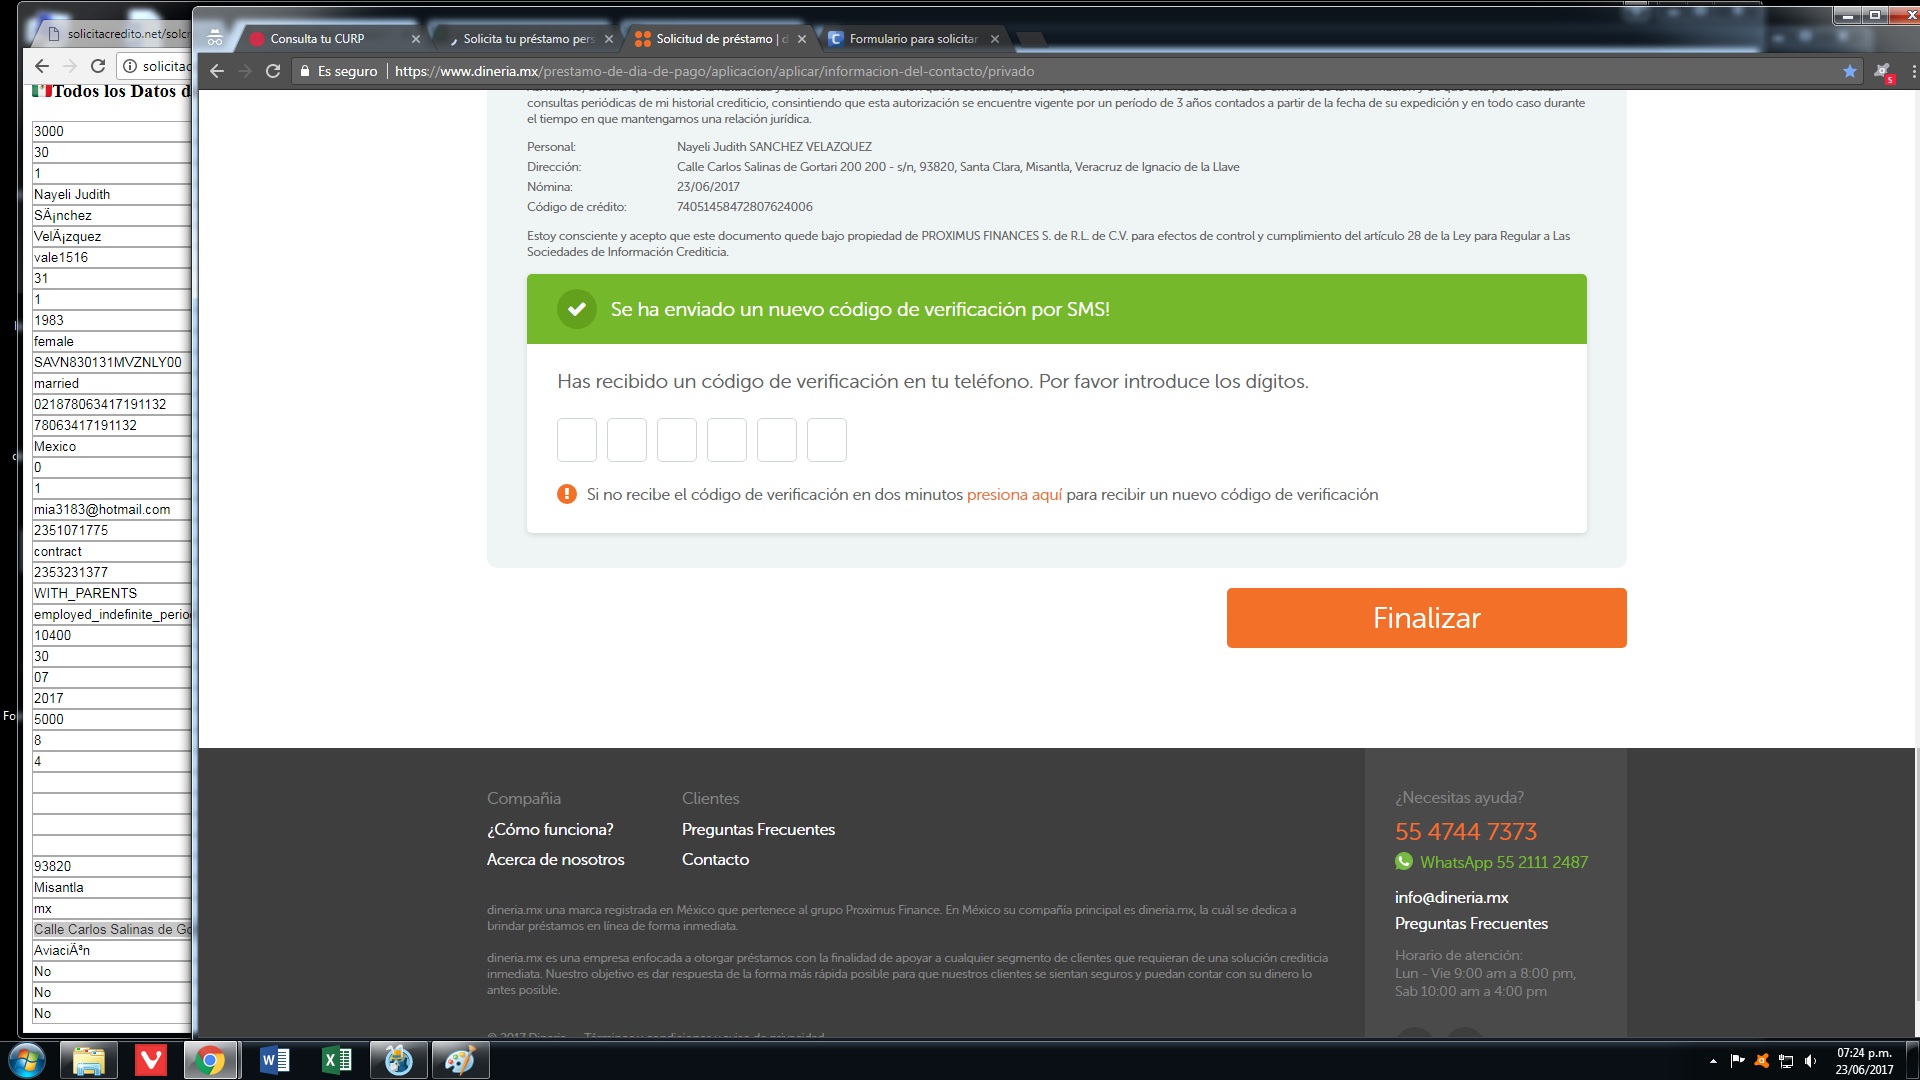 solicitacredito.net/solcr
solicitac
Todos los Datos d
3000
30
1
Nayeli Judith
SÃ¡nchez
VelÃ¡zquez
vale1516
31
1
1983
female
SAVN830131MVZNLY00
married
021878063417191132
78063417191132
Mexico
0
1
mia3183@hotmail.com
2351071775
contract
2353231377
WITH_PARENTS
employed_indefinite_perio
10400
30
07
2017
5000
8
4
93820
Misantla
mx
Calle Carlos Salinas de Go
AviaciÃ³n
No
No
No
Fo
Consulta tu CURP
Solicita tu préstamo pers
Solicitud de préstamo | d
Formulario para solicitar
Es seguro | https://www.dineria.mx/prestamo-de-dia-de-pago/aplicacion/aplicar/informacion-del-contacto/privado
consultas periódicas de mi historial crediticio, consintiendo que esta autorización se encuentre vigente por un período de 3 años contados a partir de la fecha de su expedición y en todo caso durante
el tiempo en que mantengamos una relación jurídica.
Personal: Nayeli Judith SANCHEZ VELAZQUEZ
Dirección: Calle Carlos Salinas de Gortari 200 200 - s/n, 93820, Santa Clara, Misantla, Veracruz de Ignacio de la Llave
Nómina: 23/06/2017
Código de crédito: 74051458472807624006
Estoy consciente y acepto que este documento quede bajo propiedad de PROXIMUS FINANCES S. de R.L. de C.V. para efectos de control y cumplimiento del artículo 28 de la Ley para Regular a Las
Sociedades de Información Crediticia.
Se ha enviado un nuevo código de verificación por SMS!
Has recibido un código de verificación en tu teléfono. Por favor introduce los dígitos.
Si no recibe el código de verificación en dos minutos presiona aquí para recibir un nuevo código de verificación
Finalizar
Compañia
¿Cómo funciona?
Acerca de nosotros
Clientes
Preguntas Frecuentes
Contacto
dineria.mx una marca registrada en México que pertenece al grupo Proximus Finance. En México su compañía principal es dineria.mx, la cuál se dedica a
brindar préstamos en línea de forma inmediata.
dineria.mx es una empresa enfocada a otorgar préstamos con la finalidad de apoyar a cualquier segmento de clientes que requieran de una solución crediticia
inmediata. Nuestro objetivo es dar respuesta de la forma más rápida posible para que nuestros clientes se sientan seguros y puedan contar con su dinero lo
antes posible.
© 2017 Dineria Términos y condiciones y aviso de privacidad
¿Necesitas ayuda?
55 4744 7373
WhatsApp 55 2111 2487
info@dineria.mx
Preguntas Frecuentes
Horario de atención:
Lun - Vie 9:00 am a 8:00 pm,
Sab 10:00 am a 4:00 pm
07:24 p.m.
23/06/2017